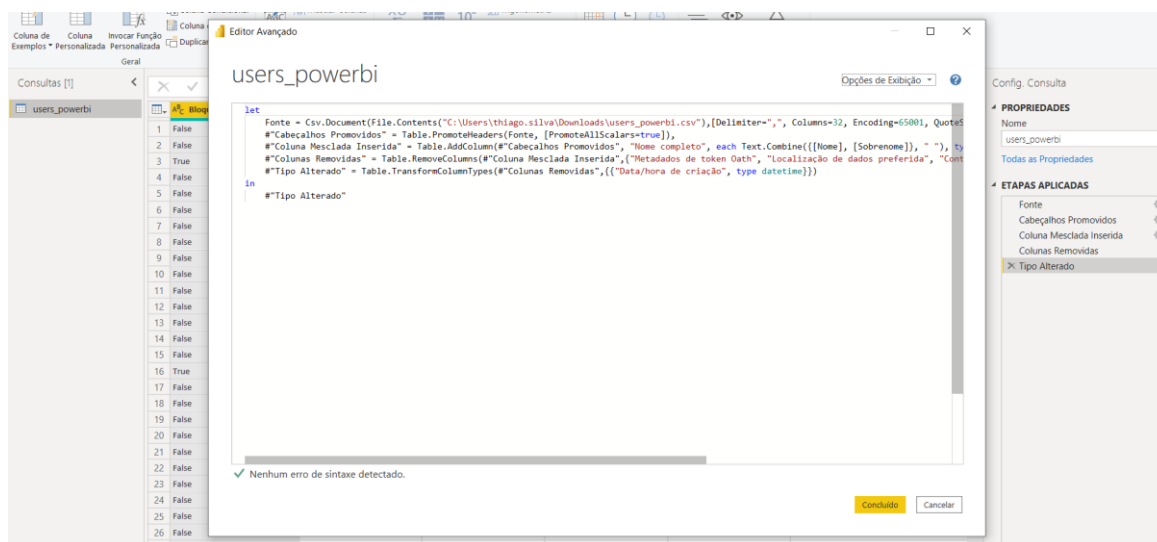 Coluna de Exemplos
Coluna Personalizada
Invocar Função Personalizada
Duplicar
Geral
Consultas [1]
users_powerbi
ABC
1 False
2 False
3 True
4 False
5 False
6 False
7 False
8 False
9 False
10 False
11 False
12 False
13 False
14 False
15 False
16 True
17 False
18 False
19 False
20 False
21 False
22 False
23 False
24 False
25 False
26 False
Editor Avançado
users_powerbi
Opções de Exibição
let
Fonte = Csv.Document(File.Contents("C:\Users\thiago.silva\Downloads\users_powerbi.csv"),[Delimiter=",", Columns=32, Encoding=65001,
#"Cabeçalhos Promovidos" = Table.PromoteHeaders(Fonte, [PromoteAllScalars=true]),
#"Coluna Mesclada Inserida" = Table.AddColumn(#"Cabeçalhos Promovidos", "Nome completo", each Text.Combine({[Nome], [Sobrenome]}, " "),
#"Colunas Removidas" = Table.RemoveColumns(#"Coluna Mesclada Inserida",{"Metadados de token Oath", "Localização de dados preferida",
#"Tipo Alterado" = Table.TransformColumnTypes(#"Colunas Removidas",{{"Data/hora de criação", type datetime}})
in
#"Tipo Alterado"
Nenhum erro de sintaxe detectado.
Concluído
Cancelar
Config. Consulta
PROPRIEDADES
Nome
users_powerbi
Todas as Propriedades
ETAPAS APLICADAS
Fonte
Cabeçalhos Promovidos
Coluna Mesclada Inserida
Colunas Removidas
Tipo Alterado